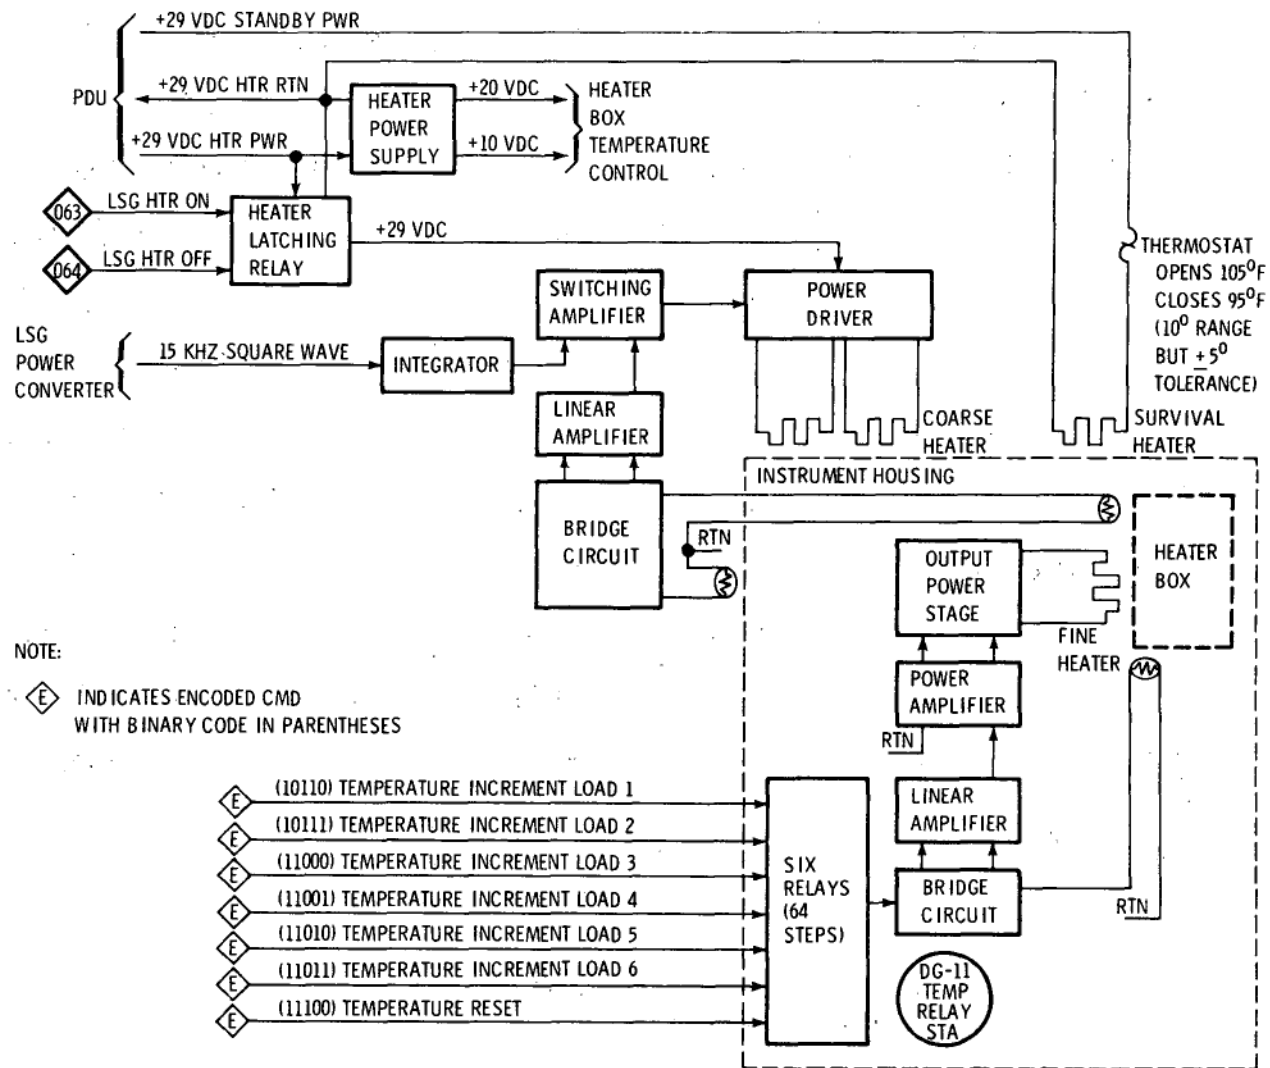 +29 VDC STANDBY PWR
PDU
+29 VDC HTR RTN
+29 VDC HTR PWR
HEATER
POWER
SUPPLY
+20 VDC
+10 VDC
HEATER
BOX
TEMPERATURE
CONTROL
063
LSG HTR ON
064
LSG HTR OFF
HEATER
LATCHING
RELAY
+29 VDC
THERMOSTAT
OPENS 105⁰F
CLOSES 95⁰F
(10⁰ RANGE
BUT ±5⁰
TOLERANCE)
SWITCHING
AMPLIFIER
POWER
DRIVER
LSG
POWER
CONVERTER
15 KHZ SQUARE WAVE
INTEGRATOR
LINEAR
AMPLIFIER
COARSE
HEATER
SURVIVAL
HEATER
INSTRUMENT HOUSING
BRIDGE
CIRCUIT
RTN
OUTPUT
POWER
STAGE
HEATER
BOX
FINE
HEATER
POWER
AMPLIFIER
RTN
NOTE:
E INDICATES ENCODED CMD
WITH BINARY CODE IN PARENTHESES
E (10110) TEMPERATURE INCREMENT LOAD 1
E (10111) TEMPERATURE INCREMENT LOAD 2
E (11000) TEMPERATURE INCREMENT LOAD 3
E (11001) TEMPERATURE INCREMENT LOAD 4
E (11010) TEMPERATURE INCREMENT LOAD 5
E (11011) TEMPERATURE INCREMENT LOAD 6
E (11100) TEMPERATURE RESET
SIX
RELAYS
(64
STEPS)
LINEAR
AMPLIFIER
BRIDGE
CIRCUIT
RTN
DG-11
TEMP
RELAY
STA